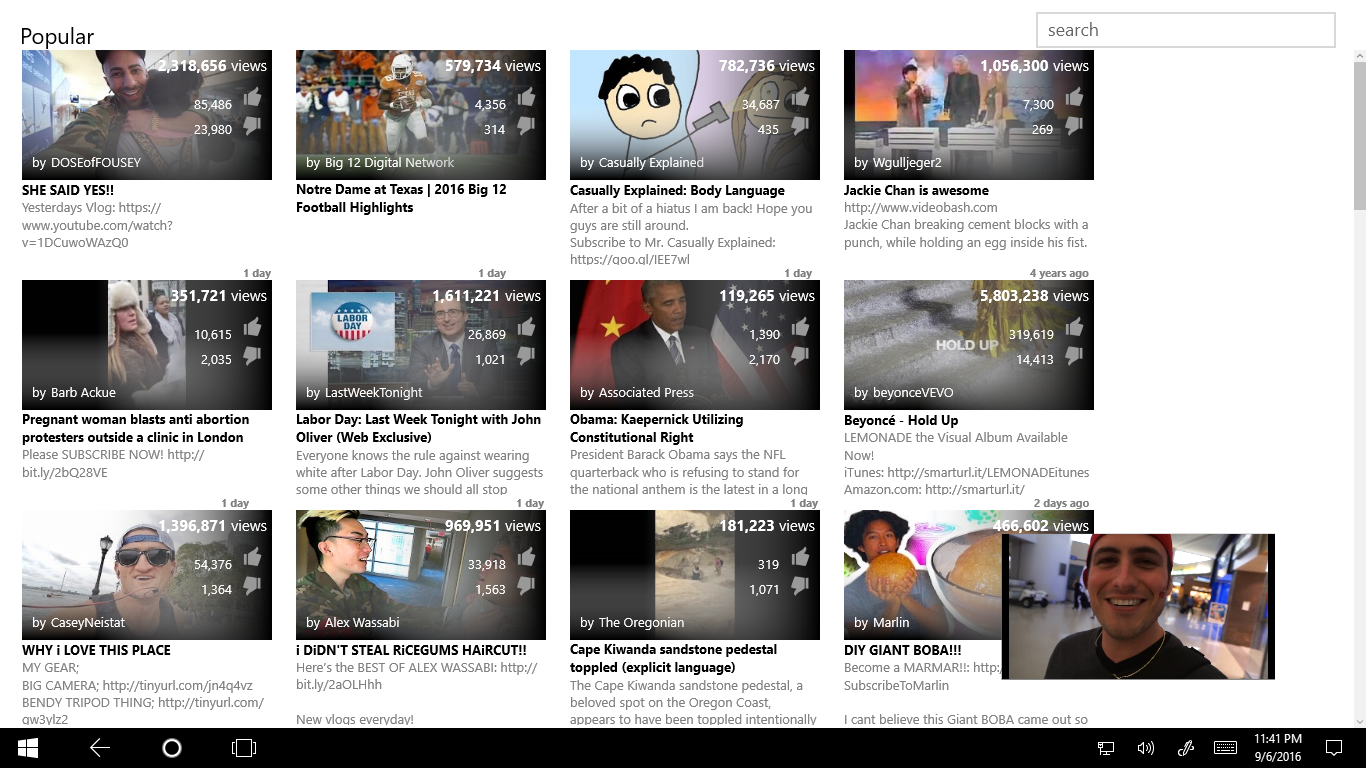 Popular
search
2,318,656 views
85,486
23,980
by DOSEofFOUSEY
SHE SAID YES!!
Yesterdays Vlog: https://
www.youtube.com/watch?
v=1DCuwoWAzQ0
1 day
579,734 views
4,356
314
by Big 12 Digital Network
Notre Dame at Texas | 2016 Big 12
Football Highlights
1 day
782,736 views
34,687
435
by Casually Explained
Casually Explained: Body Language
After a bit of a hiatus I am back! Hope you
guys are still around.
Subscribe to Mr. Casually Explained:
https://goo.gl/IEE7wl
1 day
1,056,300 views
7,300
269
by Wgulljeger2
Jackie Chan is awesome
http://www.videobash.com
Jackie Chan breaking cement blocks with a
punch, while holding an egg inside his fist.
4 years ago
351,721 views
10,615
2,035
by Barb Ackue
Pregnant woman blasts anti abortion
protesters outside a clinic in London
Please SUBSCRIBE NOW! http://
bit.ly/2bQ28VE
1 day
LABOR
DAY
1,611,221 views
26,869
1,021
by LastWeekTonight
Labor Day: Last Week Tonight with John
Oliver (Web Exclusive)
Everyone knows the rule against wearing
white after Labor Day. John Oliver suggests
some other things we should all stop
1 day
119,265 views
1,390
2,170
by Associated Press
Obama: Kaepernick Utilizing
Constitutional Right
President Barack Obama says the NFL
quarterback who is refusing to stand for
the national anthem is the latest in a long
1 day
5,803,238 views
319,619
HOLD UP
14,413
by beyonceVEVO
Beyoncé - Hold Up
LEMONADE the Visual Album Available
Now!
iTunes: http://smarturl.it/LEMONADEitunes
Amazon.com: http://smarturl.it/
2 days ago
1,396,871 views
54,376
1,364
by CaseyNeistat
WHY i LOVE THIS PLACE
MY GEAR;
BIG CAMERA; http://tinyurl.com/jn4q4vz
BENDY TRIPOD THING; http://tinyurl.com/
gw3ylz2
969,951 views
33,918
1,563
by Alex Wassabi
i DiDN'T STEAL RiCEGUMS HAiRCUT!!
Here's the BEST OF ALEX WASSABI: http://
bit.ly/2aOLHhh
New vlogs everyday!
181,223 views
319
1,071
by The Oregonian
Cape Kiwanda sandstone pedestal
toppled (explicit language)
The Cape Kiwanda sandstone pedestal, a
beloved spot on the Oregon Coast,
appears to have been toppled intentionally
466,602 views
by Marlin
DIY GIANT BOBA!!!
Become a MARMAR!!: http:/
SubscribeToMarlin
I cant believe this Giant BOBA came out so
11:41 PM
9/6/2016